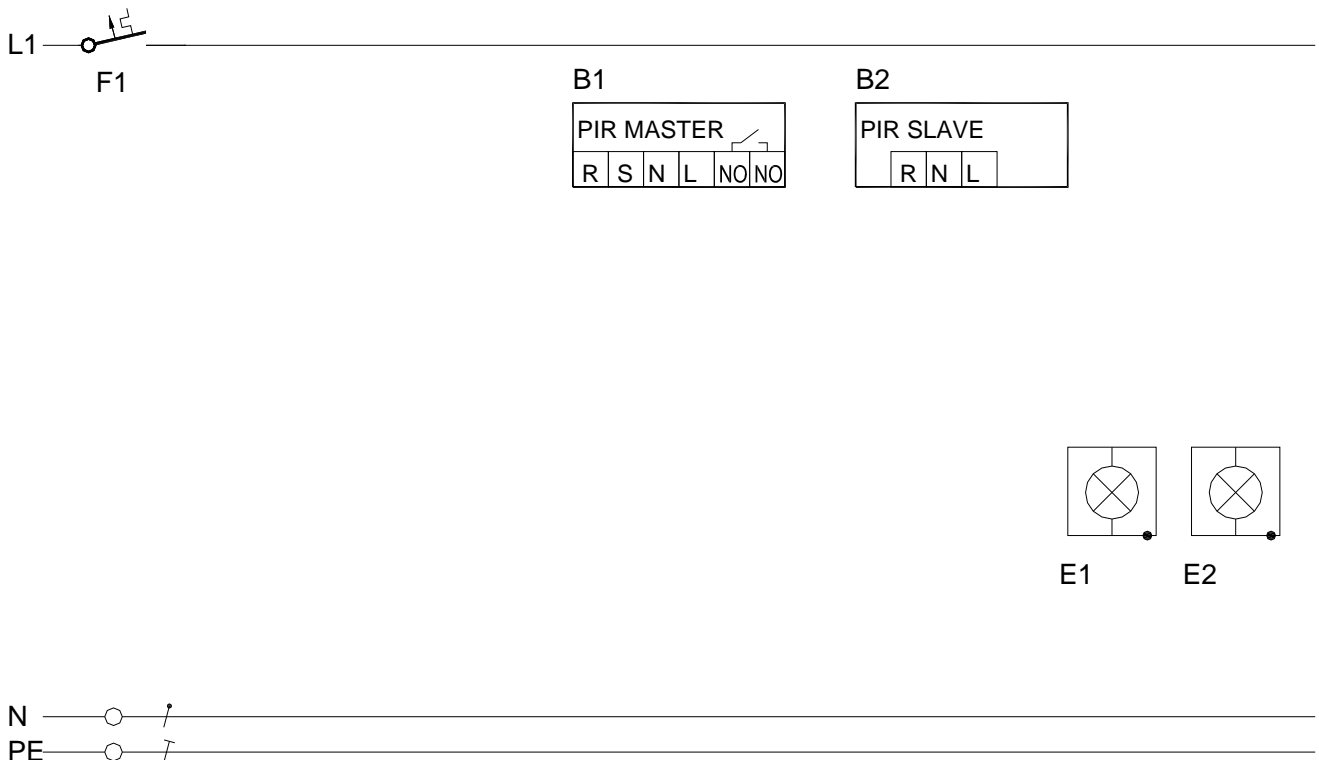 L1
F1
B1
B2
PIR MASTER
PIR SLAVE
R S N L NO NO
R N L
E1
E2
N
PE